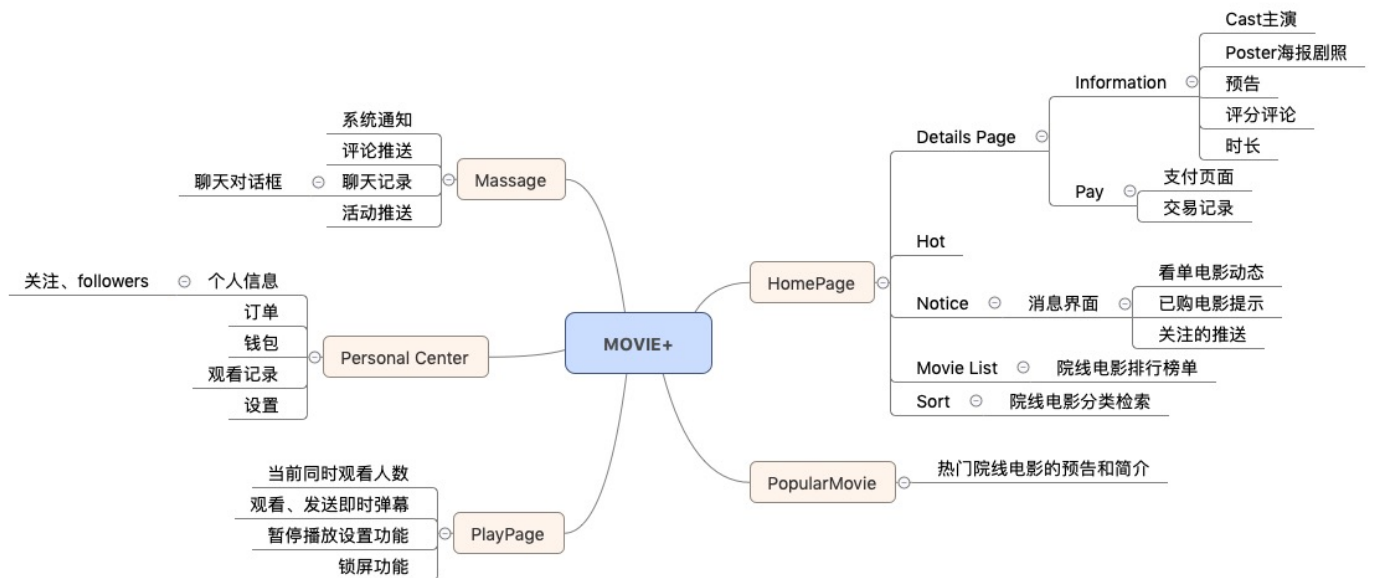 Cast主演
Poster海报剧照
Information
预告
评分评论
时长
Details Page
Pay
支付页面
交易记录
Hot
HomePage
看单电影动态
Notice
消息界面
已购电影提示
关注的推送
Movie List
院线电影排行榜单
Sort
院线电影分类检索
PopularMovie
热门院线电影的预告和简介
MOVIE+
系统通知
评论推送
Massage
聊天对话框
聊天记录
活动推送
关注、followers
个人信息
订单
钱包
Personal Center
观看记录
设置
当前同时观看人数
观看、发送即时弹幕
PlayPage
暂停播放设置功能
锁屏功能